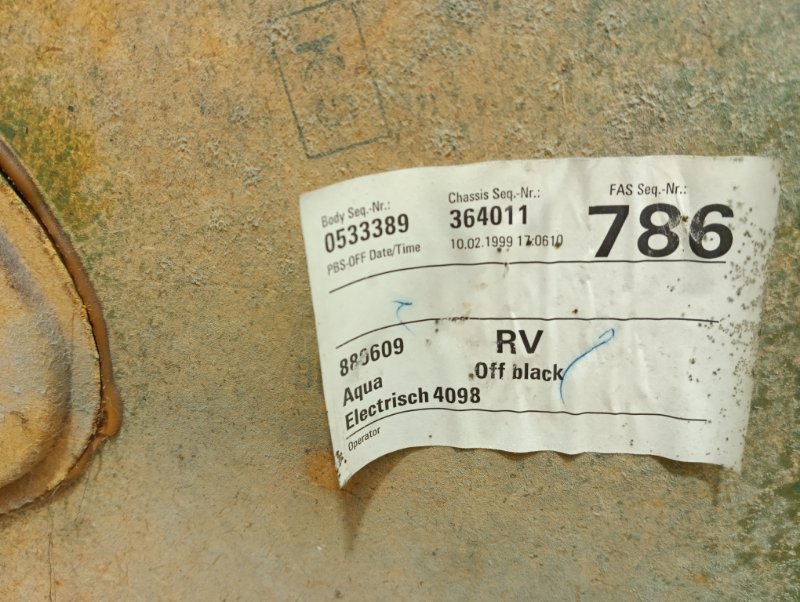 Body Seq.-Nr.: Chassis Seq.-Nr.: FAS Seq.-Nr.:
0533389 364011 786
PBS-OFF Date/Time 10.02.1999 17:0610
RV
Off black
Aqua
Electrisch 4098
Operator